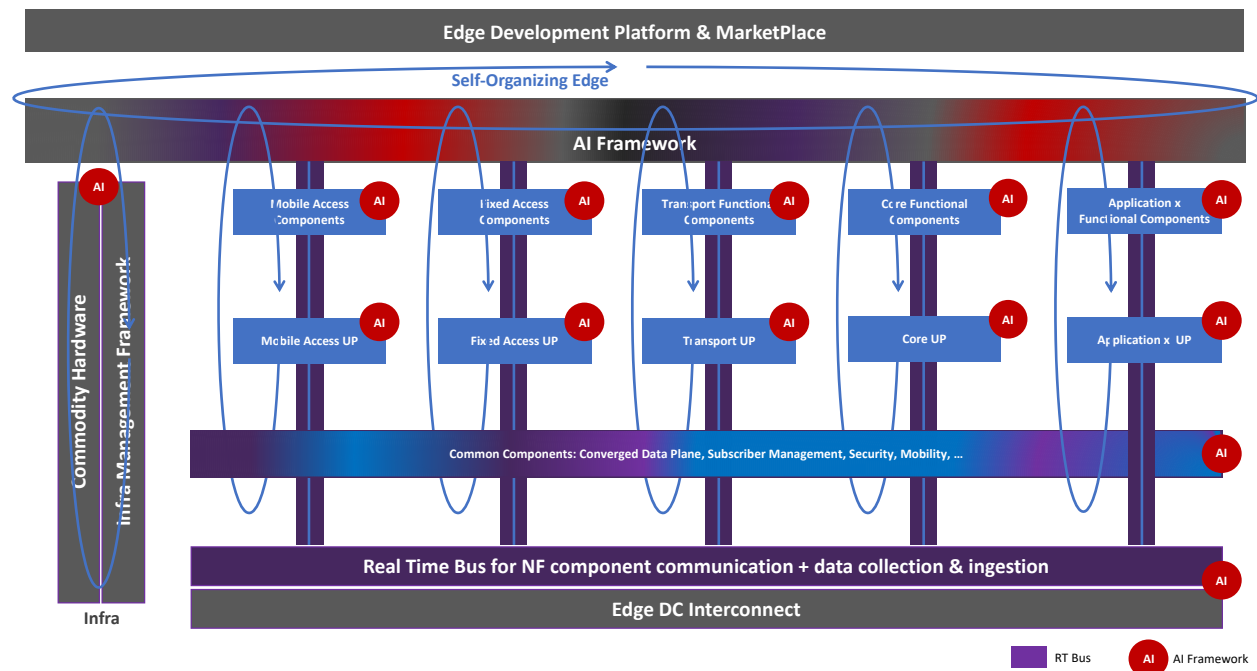 Edge Development Platform & MarketPlace
Self-Organizing Edge
AI Framework
AI
Commodity Hardware
Infra Management Framework
Infra
Mobile Access
Components
AI
Fixed Access
Components
AI
Transport Functional
Components
AI
Core Functional
Components
AI
Application x
Functional Components
AI
Mobile Access UP
AI
Fixed Access UP
AI
Transport UP
AI
Core UP
AI
Application x UP
AI
Common Components: Converged Data Plane, Subscriber Management, Security, Mobility, …
AI
Real Time Bus for NF component communication + data collection & ingestion
AI
Edge DC Interconnect
RT Bus
AI
AI Framework